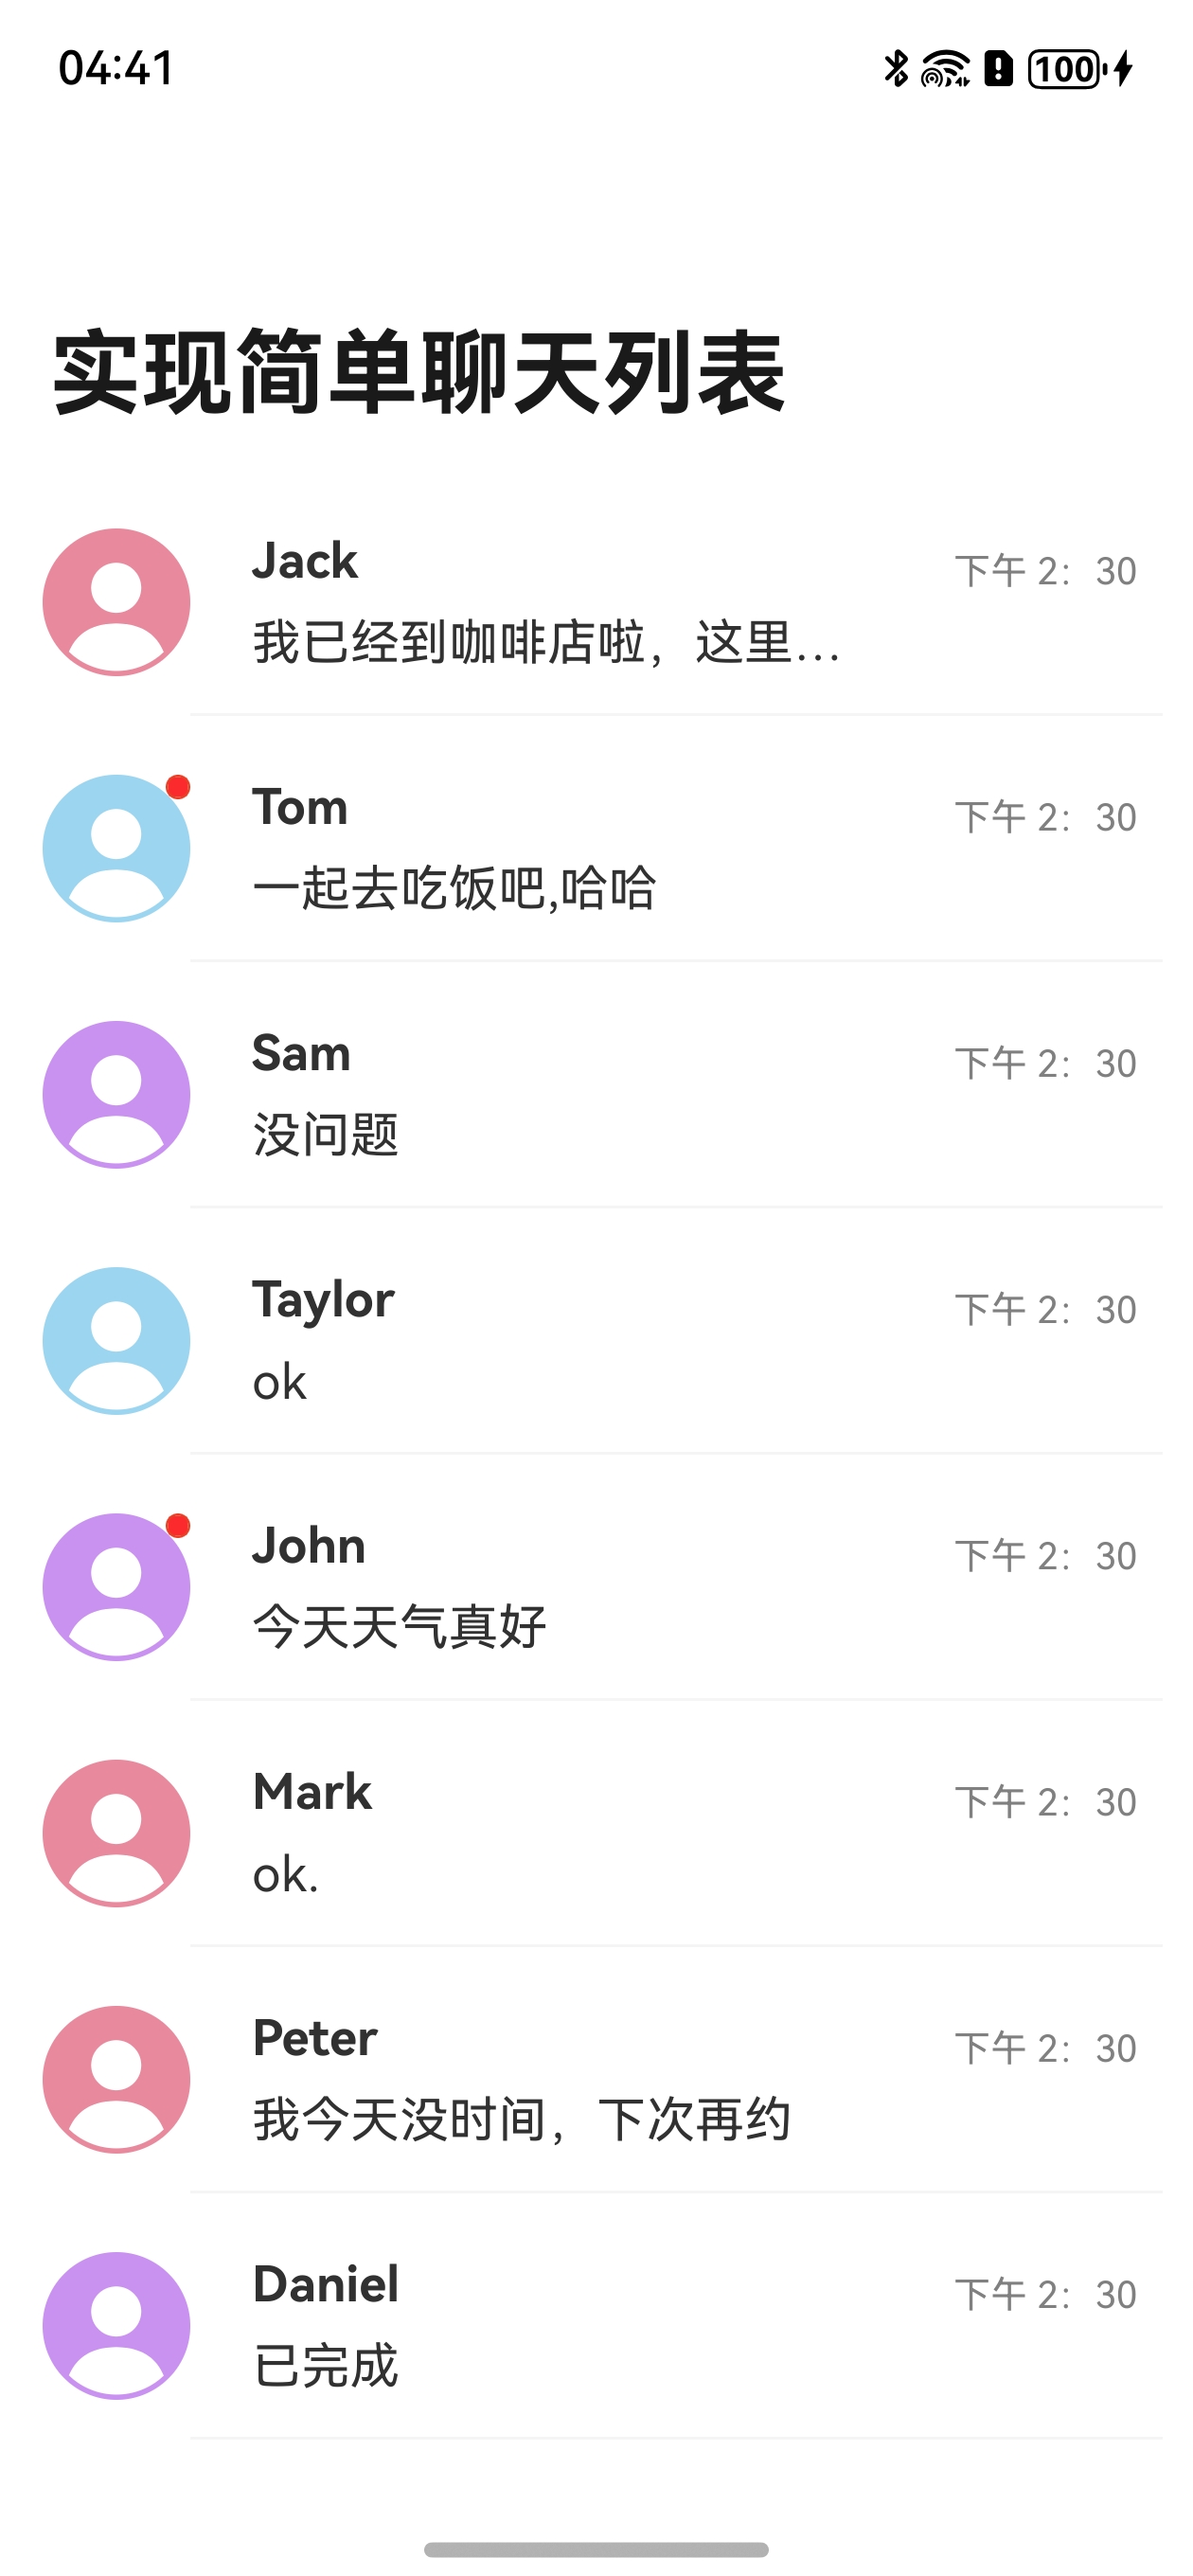 04:41
100
实现简单聊天列表
Jack
下午 2：30
我已经到咖啡店啦，这里...
Tom
下午 2：30
一起去吃饭吧,哈哈
Sam
下午 2：30
没问题
Taylor
下午 2：30
ok
John
下午 2：30
今天天气真好
Mark
下午 2：30
ok.
Peter
下午 2：30
我今天没时间，下次再约
Daniel
下午 2：30
已完成